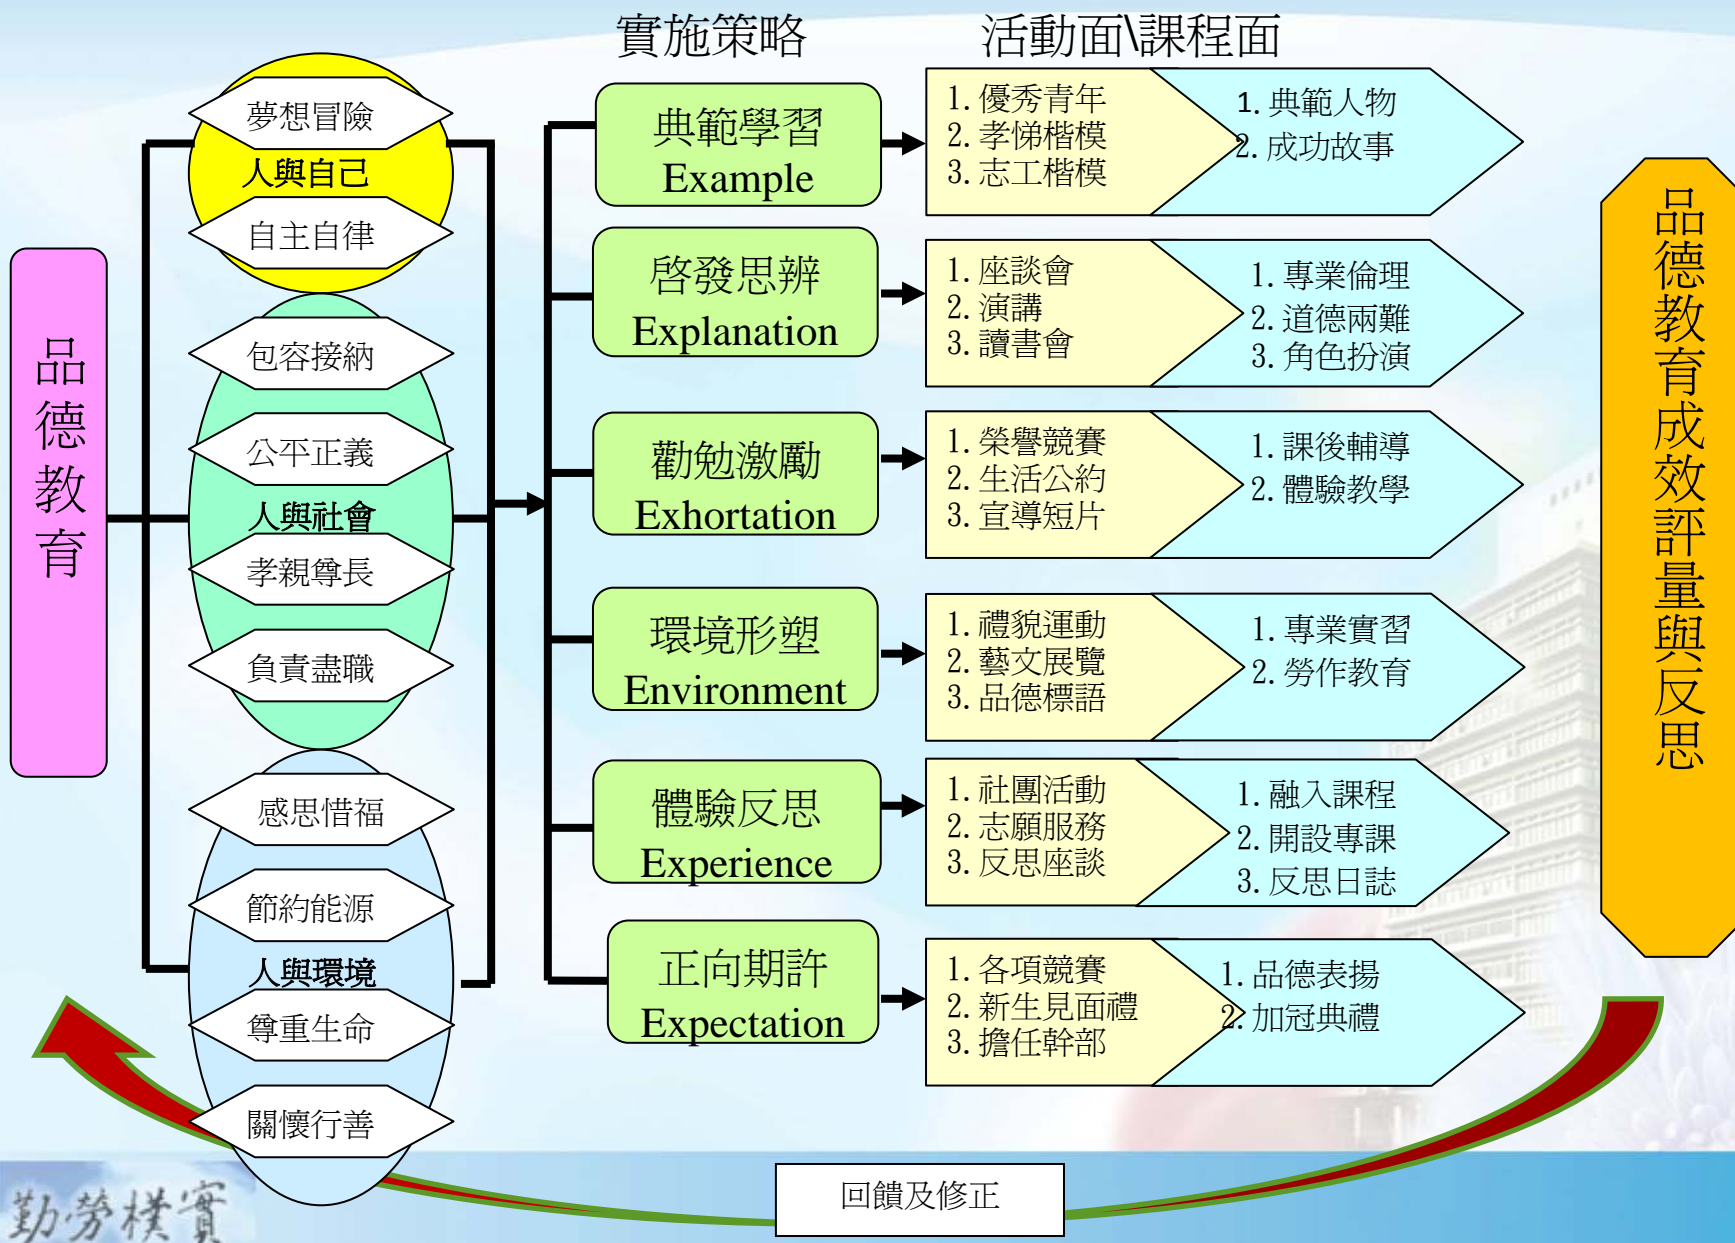 實施策略
活動面\課程面
品德教育
夢想冒險
人與自己
自主自律
包容接納
公平正義
人與社會
孝親尊長
負責盡職
感思惜福
節約能源
人與環境
尊重生命
關懷行善
典範學習
Example
1. 優秀青年
2. 孝悌楷模
3. 志工楷模
1. 典範人物
2. 成功故事
啓發思辨
Explanation
1. 座談會
2. 演講
3. 讀書會
1. 專業倫理
2. 道德兩難
3. 角色扮演
勸勉激勵
Exhortation
1. 榮譽競賽
2. 生活公約
3. 宣導短片
1. 課後輔導
2. 體驗教學
環境形塑
Environment
1. 禮貌運動
2. 藝文展覽
3. 品德標語
1. 專業實習
2. 勞作教育
體驗反思
Experience
1. 社團活動
2. 志願服務
3. 反思座談
1. 融入課程
2. 開設專課
3. 反思日誌
正向期許
Expectation
1. 各項競賽
2. 新生見面禮
3. 擔任幹部
1. 品德表揚
2. 加冠典禮
品德教育成效評量與反思
回饋及修正
勤勞樸實